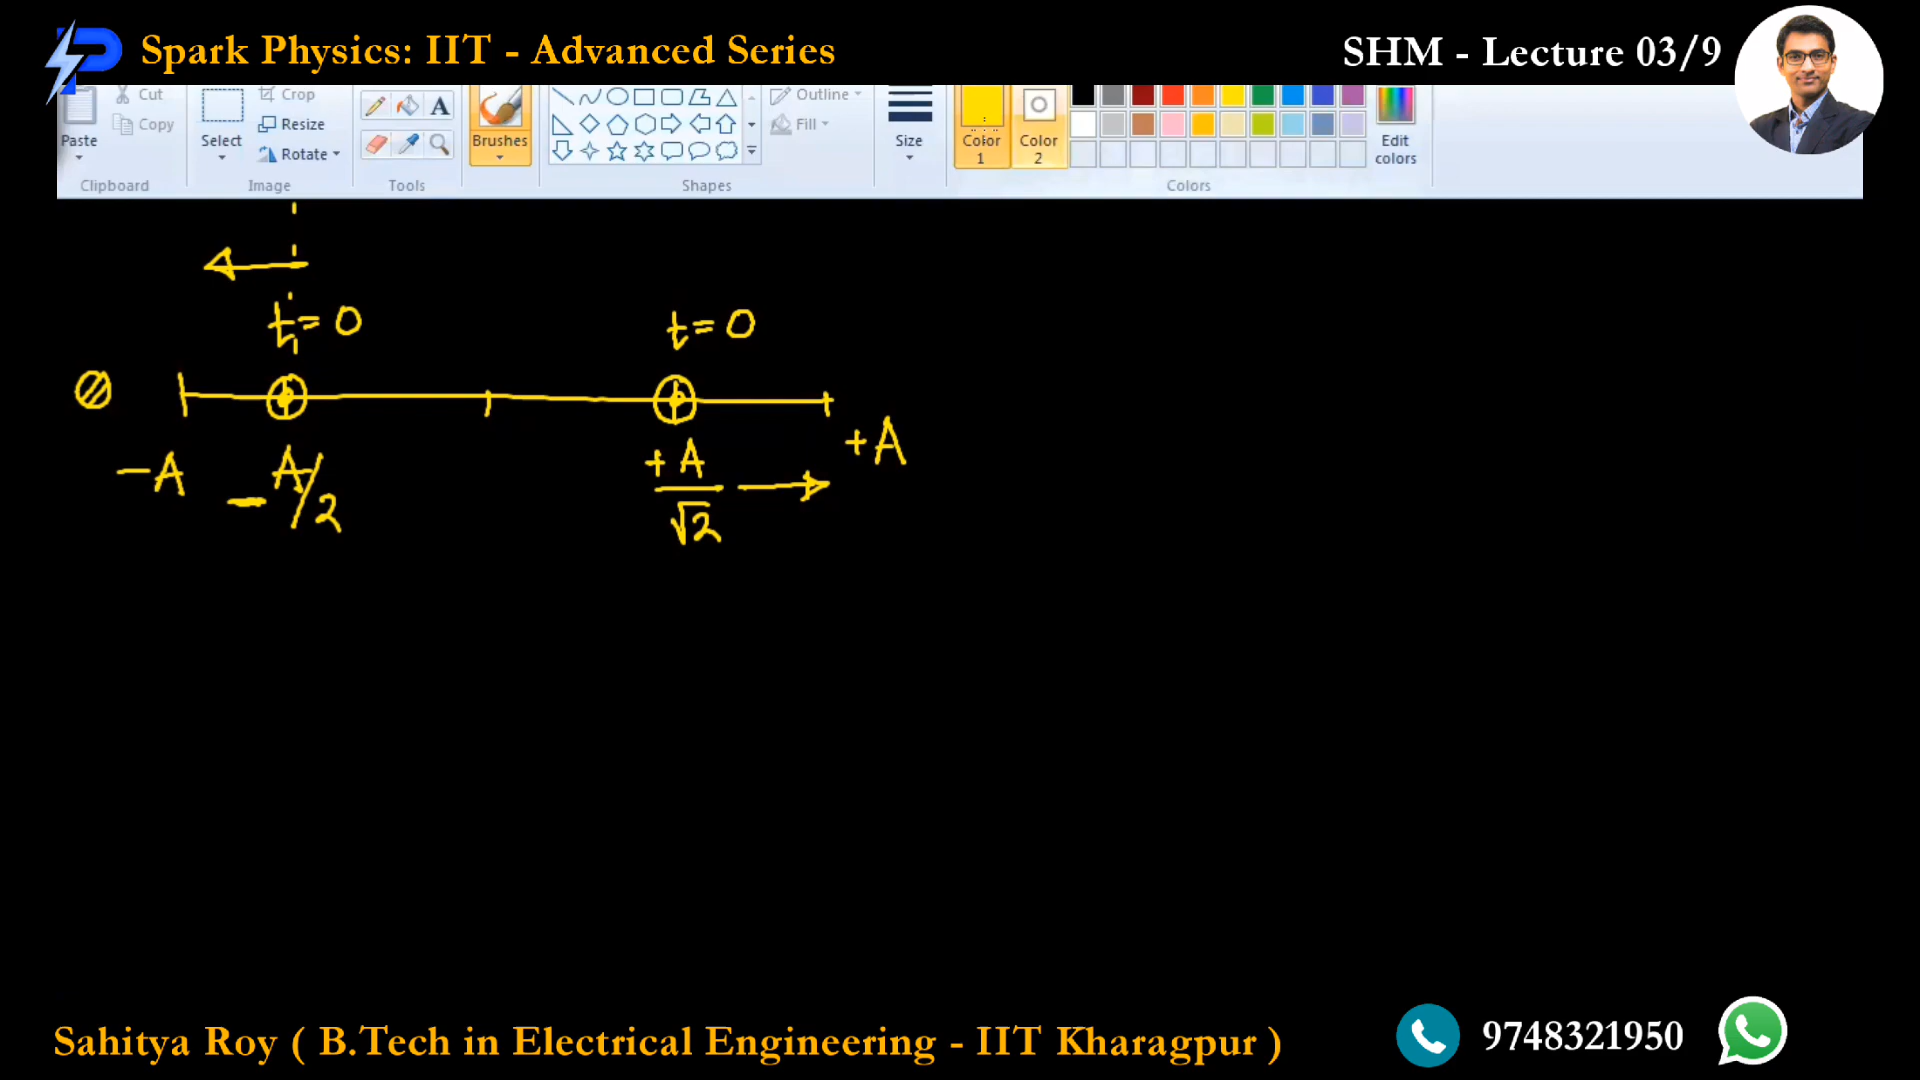 Spark Physics: IIT - Advanced Series
SHM - Lecture 03/9
Paste
Cut
Copy
Clipboard
Select
Crop
Resize
Rotate
Image
A
Tools
Brushes
Outline
Fill
Shapes
Size
Color 1
Color 2
Edit colors
Colors
t=0
t=0
-A
-A/2
+A/√2
+A
Sahitya Roy ( B.Tech in Electrical Engineering - IIT Kharagpur )
9748321950